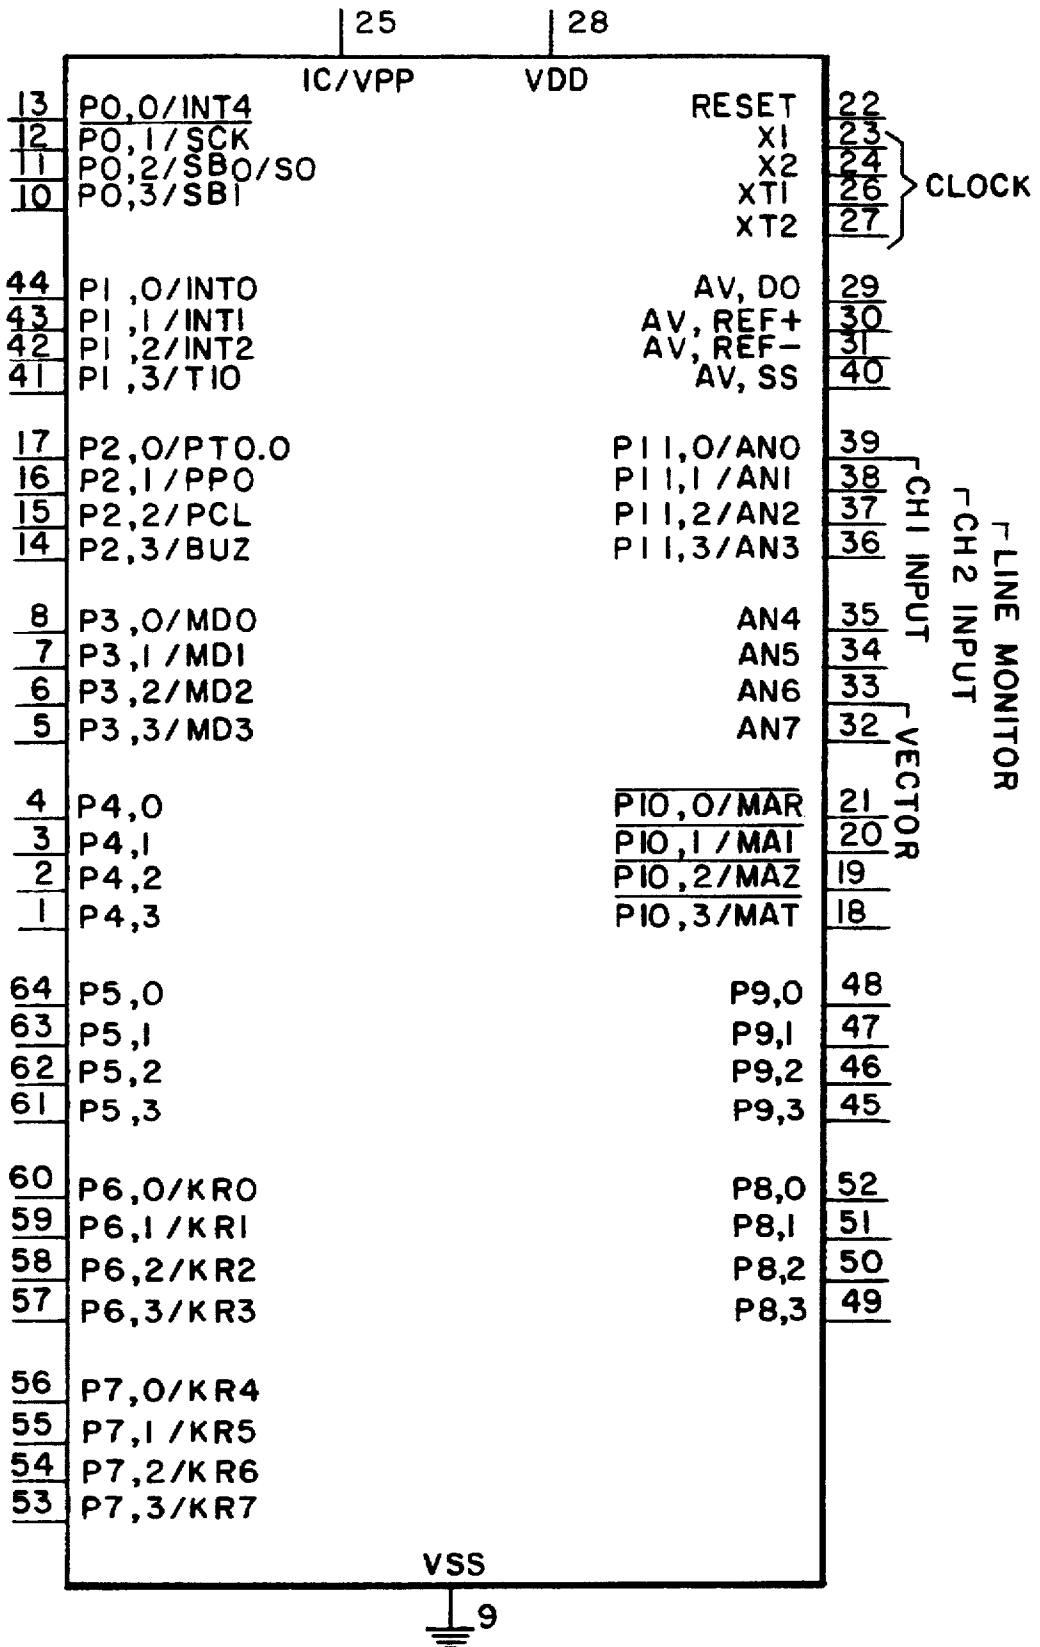 25
28
IC/VPP
VDD
13 P0,0/INT4
12 P0,1/SCK
11 P0,2/SB0/SO
10 P0,3/SB1
44 P1,0/INT0
43 P1,1/INT1
42 P1,2/INT2
41 P1,3/TIO
17 P2,0/PTO.O
16 P2,1/PPO
15 P2,2/PCL
14 P2,3/BUZ
8 P3,0/MD0
7 P3,1/MD1
6 P3,2/MD2
5 P3,3/MD3
4 P4,0
3 P4,1
2 P4,2
1 P4,3
64 P5,0
63 P5,1
62 P5,2
61 P5,3
60 P6,0/KR0
59 P6,1/KR1
58 P6,2/KR2
57 P6,3/KR3
56 P7,0/KR4
55 P7,1/KR5
54 P7,2/KR6
53 P7,3/KR7
RESET 22
X1 23
X2 24
XT1 26
XT2 27
CLOCK
AV, DO 29
AV, REF+ 30
AV, REF- 31
AV, SS 40
P11,0/AN0 39
P11,1/AN1 38
P11,2/AN2 37
P11,3/AN3 36
AN4 35
AN5 34
AN6 33
AN7 32
CH1 INPUT
CH2 INPUT
LINE MONITOR
VECTOR
P10,0/MAR 21
P10,1/MAI 20
P10,2/MAZ 19
P10,3/MAT 18
P9,0 48
P9,1 47
P9,2 46
P9,3 45
P8,0 52
P8,1 51
P8,2 50
P8,3 49
VSS
9